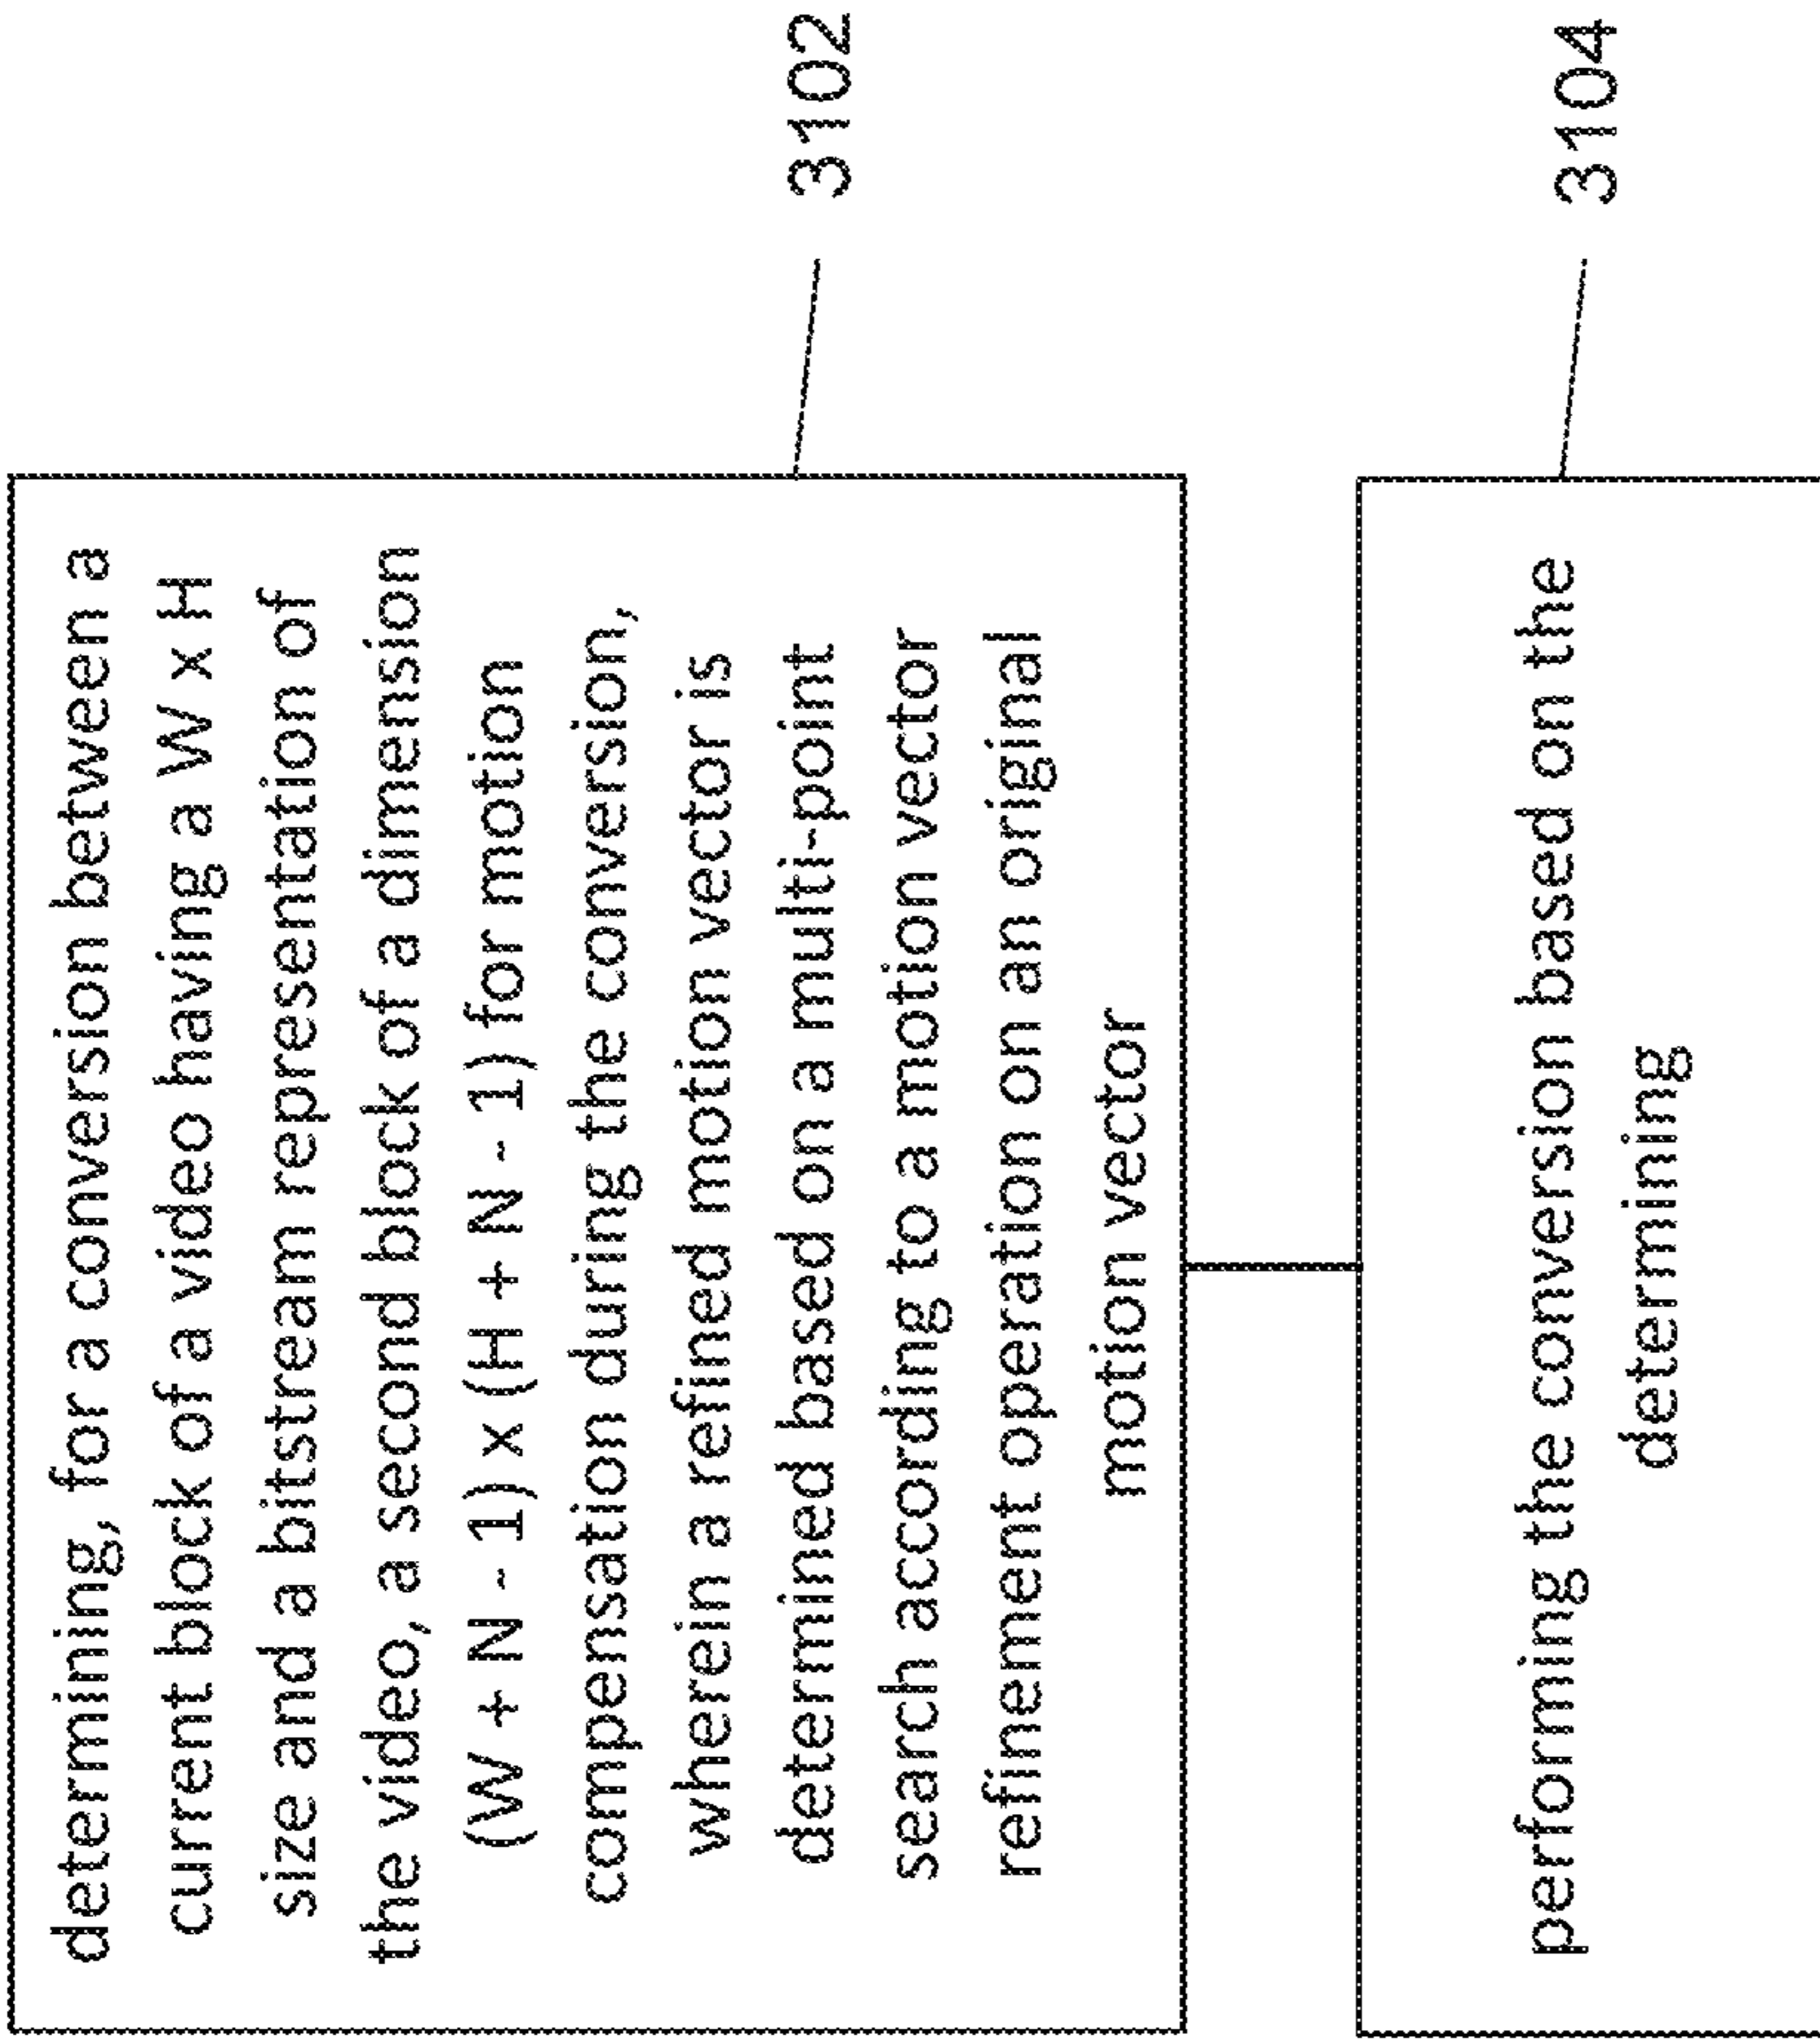 determining, for a conversion between a
current block of a video having a W x H
size and a bitstream representation of
the video, a second block of a dimension
(W + N - 1) x (H + N - 1) for motion
compensation during the conversion,
wherein a refined motion vector is
determined based on a multi-point
search according to a motion vector
refinement operation on an original
motion vector
3102
performing the conversion based on the
determining
3104